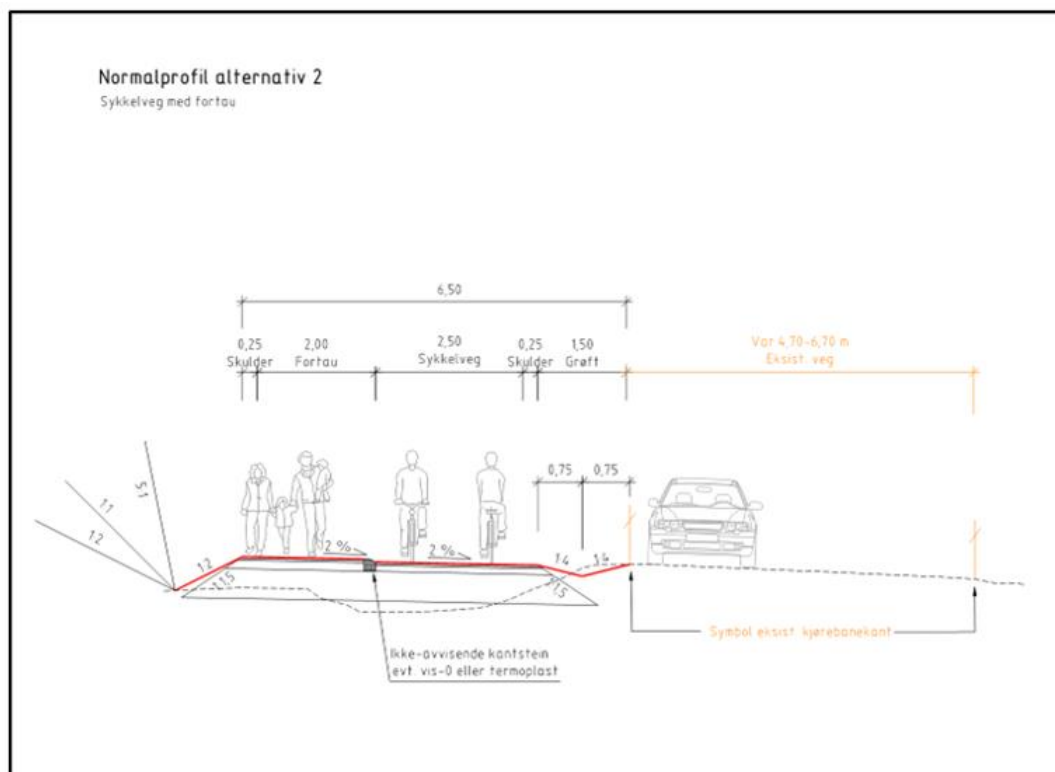 Normalprofil alternativ 2
Sykkelveg med fortau
6,50
0,25
Skulder
2,00
Fortau
2,50
Sykkelveg
0,25
Skulder
1,50
Grøft
Var 4,70-6,70 m
Eksist. veg
0,75
0,75
5:1
1:1
1:2
1:2
1:1,5
2 %
2 %
1:4
1:4
1:1,5
Symbol eksist kjørebanekant
Ikke-avvisende kantstein
evt. vis-0 eller termoplast